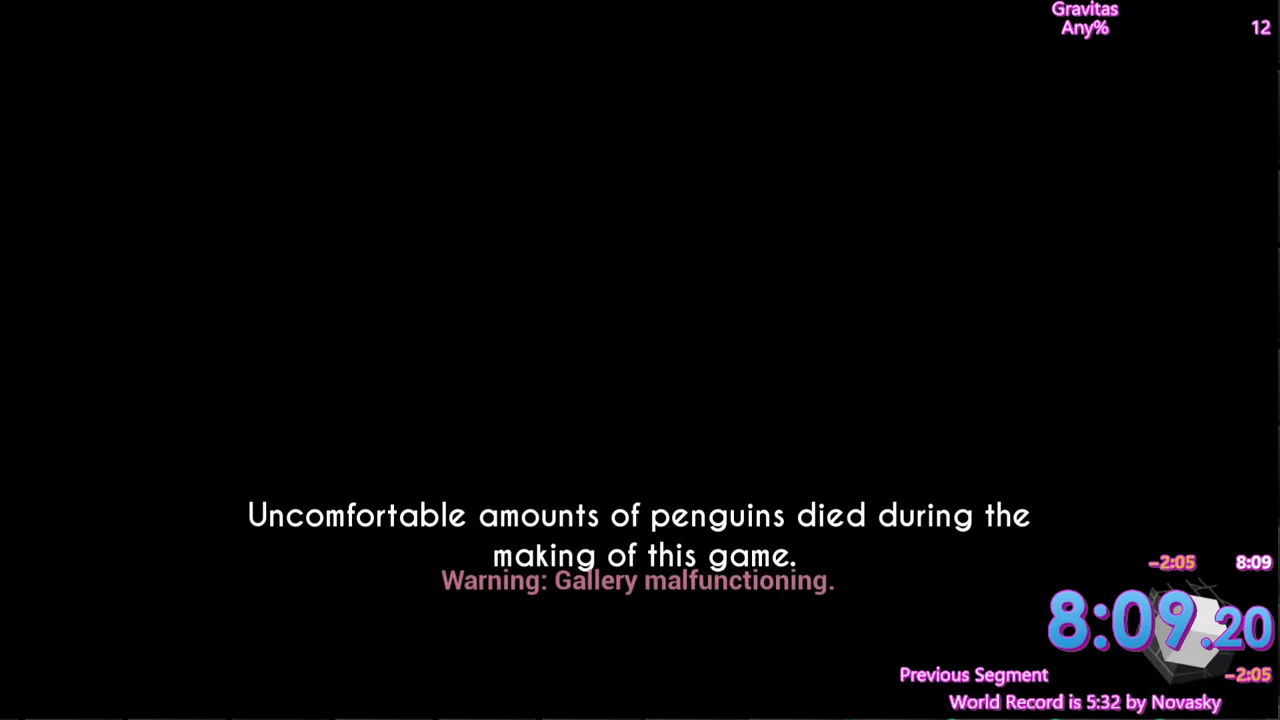 Gravitas
Any%
12
Uncomfortable amounts of penguins died during the
making of this game.
Warning: Gallery malfunctioning.
-2:05
8:09
8:09.20
Previous Segment
-2:05
World Record is 5:32 by Novasky